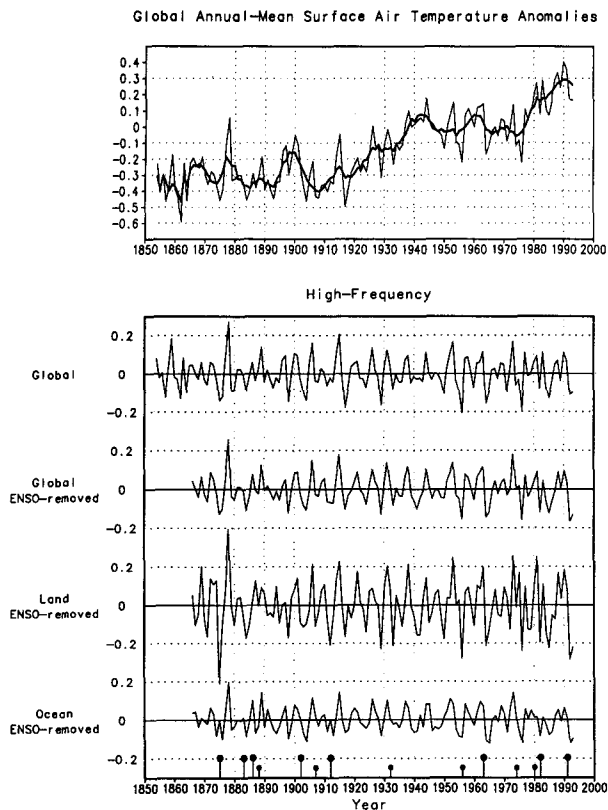 Global Annual-Mean Surface Air Temperature Anomalies
0.4
0.3
0.2
0.1
0
-0.1
-0.2
-0.3
-0.4
-0.5
-0.6
1850 1860 1870 1880 1890 1900 1910 1920 1930 1940 1950 1960 1970 1980 1990 2000
High-Frequency
0.2
Global 0
-0.2
0.2
Global
ENSO-removed 0
-0.2
0.2
Land
ENSO-removed 0
-0.2
0.2
Ocean
ENSO-removed 0
-0.2
1850 1860 1870 1880 1890 1900 1910 1920 1930 1940 1950 1960 1970 1980 1990 2000
Year